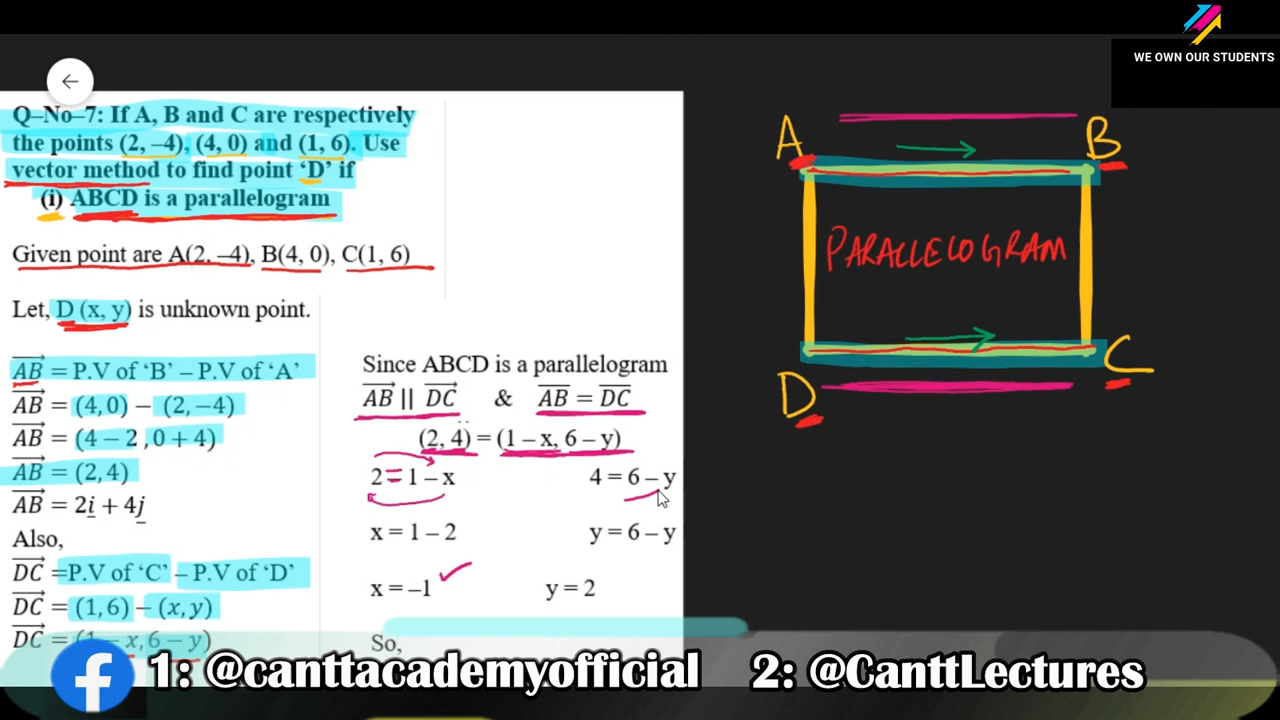 WE OWN OUR STUDENTS
Q–No–7: If A, B and C are respectively
the points (2, –4), (4, 0) and (1, 6). Use
vector method to find point ‘D’ if
(i) ABCD is a parallelogram
Given point are A(2, –4), B(4, 0), C(1, 6)
Let, D (x, y) is unknown point.
AB = P.V of ‘B’ – P.V of ‘A’
AB = (4,0) – (2,–4)
AB = (4 – 2 ,0 + 4)
AB = (2,4)
AB = 2i + 4j
Also,
DC =P.V of ‘C’ – P.V of ‘D’
DC = (1,6) – (x,y)
DC = (1 – x,6 – y)
Since ABCD is a parallelogram
AB || DC & AB = DC
(2, 4) = (1 – x, 6 – y)
2 = 1 – x 4 = 6 – y
x = 1 – 2 y = 6 – y
x = –1 y = 2
So,
A B
PARALLELOGRAM
D C
1: @canttacademyofficial 2: @CanttLectures